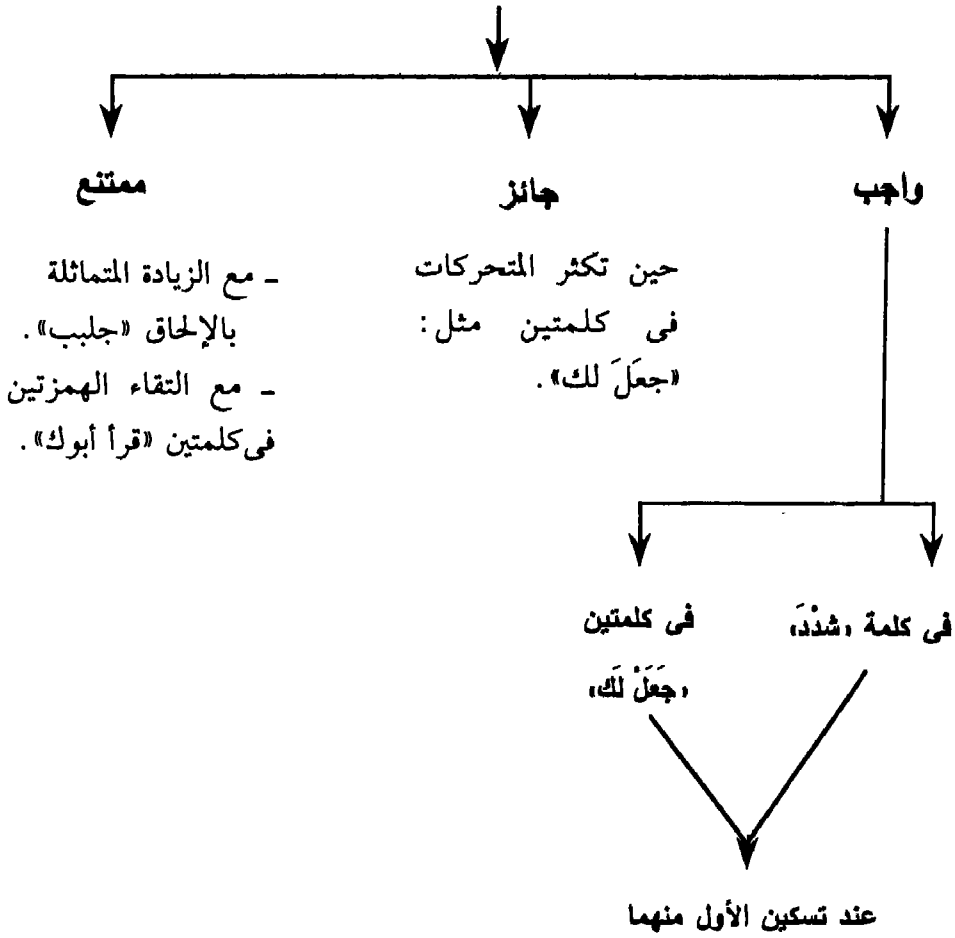 واجب
جائز
ممتنع
حين تكثر المتحركات
فى كلمتين مثل:
«جعَلَ لك».
ـ مع الزيادة المتماثلة
بالإلحاق «جلبب».
ـ مع التقاء الهمزتين
فى كلمتين «قرأ أبوك».
فى كلمة «شدْدَ»
فى كلمتين
«جَعَلْ لَك»
عند تسكين الأول منهما